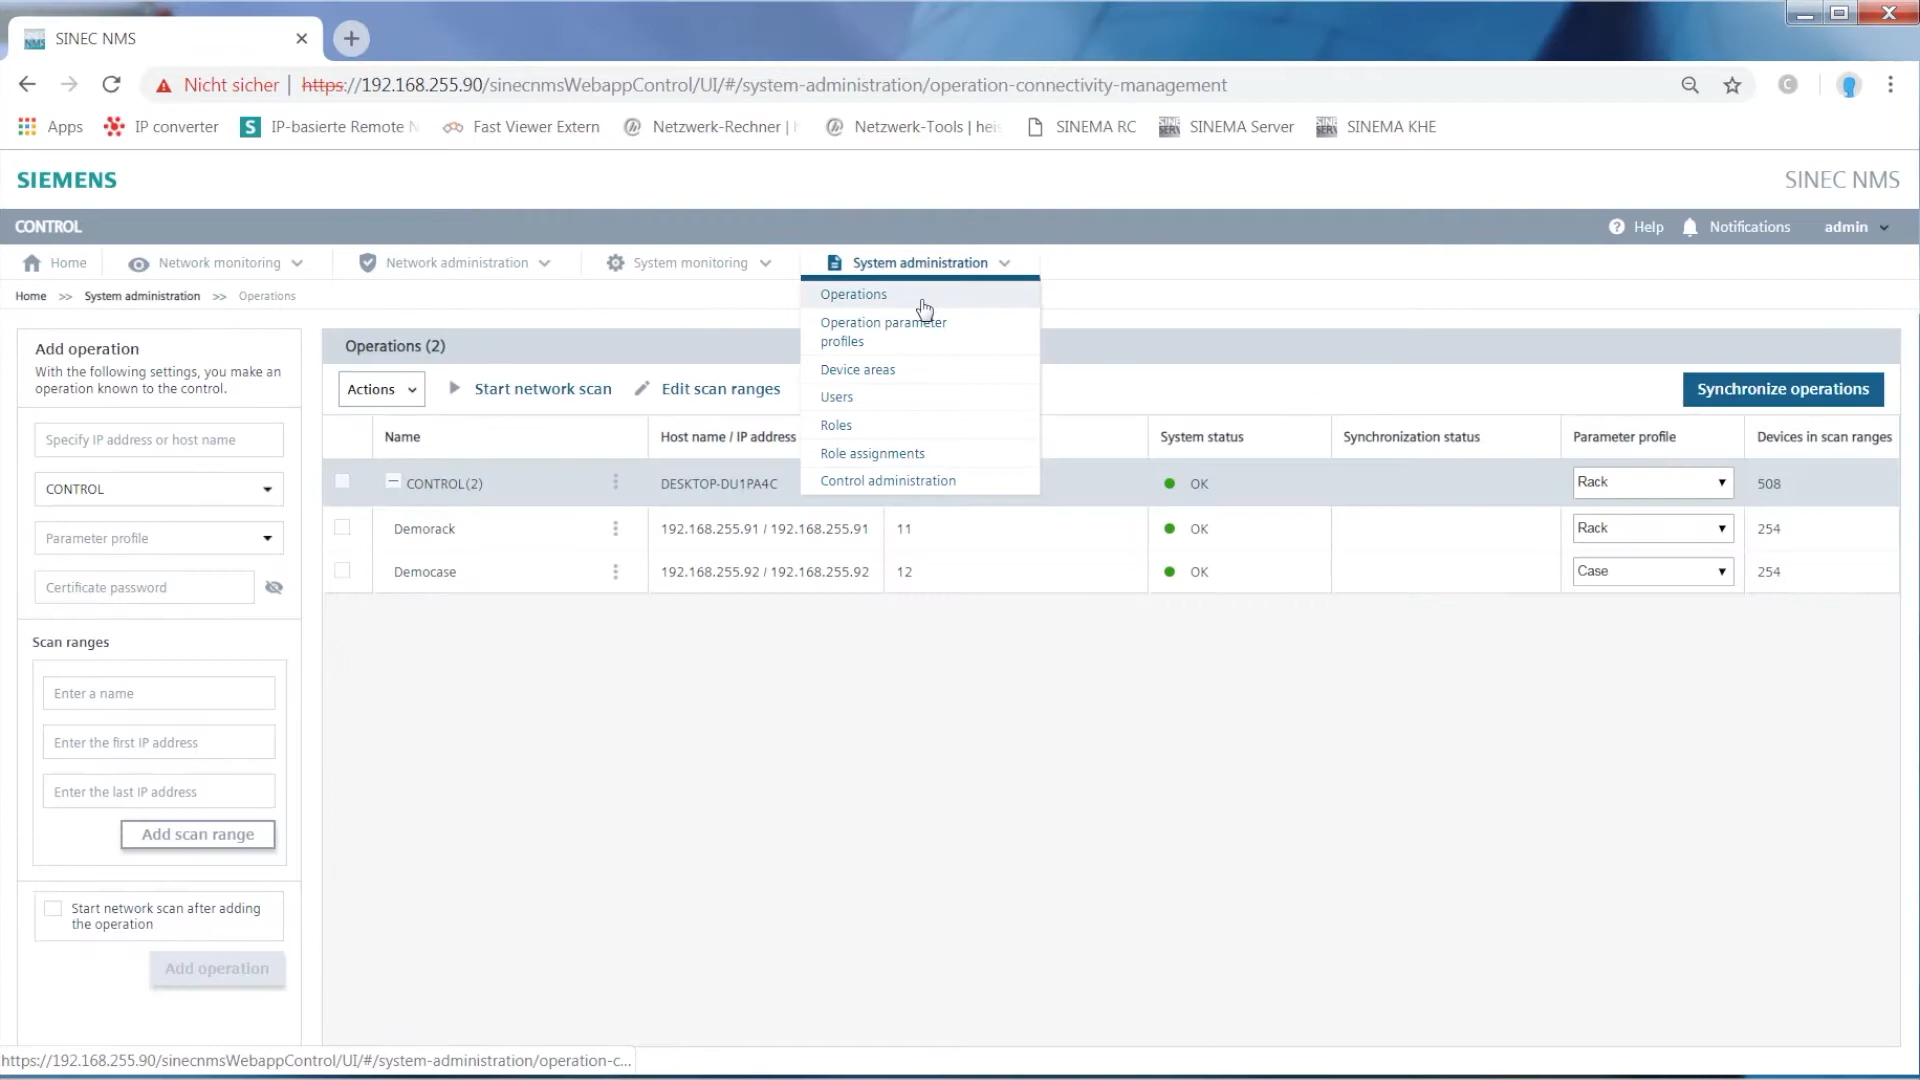 SINEC NMS
Nicht sicher | https://192.168.255.90/sinecnmsWebappControl/UI/#/system-administration/operation-connectivity-management
Apps IP converter IP-basierte Remote N Fast Viewer Extern Netzwerk-Rechner | Netzwerk-Tools | heis SINEMA RC SINEMA Server SINEMA KHE
SIEMENS SINEC NMS
CONTROL Help Notifications admin
Home Network monitoring Network administration System monitoring System administration
Home >> System administration >> Operations
Operations
Operation parameter
profiles
Device areas
Users
Roles
Role assignments
Control administration
Add operation
With the following settings, you make an
operation known to the control.
Specify IP address or host name
CONTROL
Parameter profile
Certificate password
Scan ranges
Enter a name
Enter the first IP address
Enter the last IP address
Add scan range
Start network scan after adding
the operation
Add operation
Operations (2)
Actions Start network scan Edit scan ranges Synchronize operations
Name Host name / IP address System status Synchronization status Parameter profile Devices in scan ranges
CONTROL(2) DESKTOP-DU1PA4C OK Rack 508
Demorack 192.168.255.91 / 192.168.255.91 11 OK Rack 254
Democase 192.168.255.92 / 192.168.255.92 12 OK Case 254
https://192.168.255.90/sinecnmsWebappControl/UI/#/system-administration/operation-c...